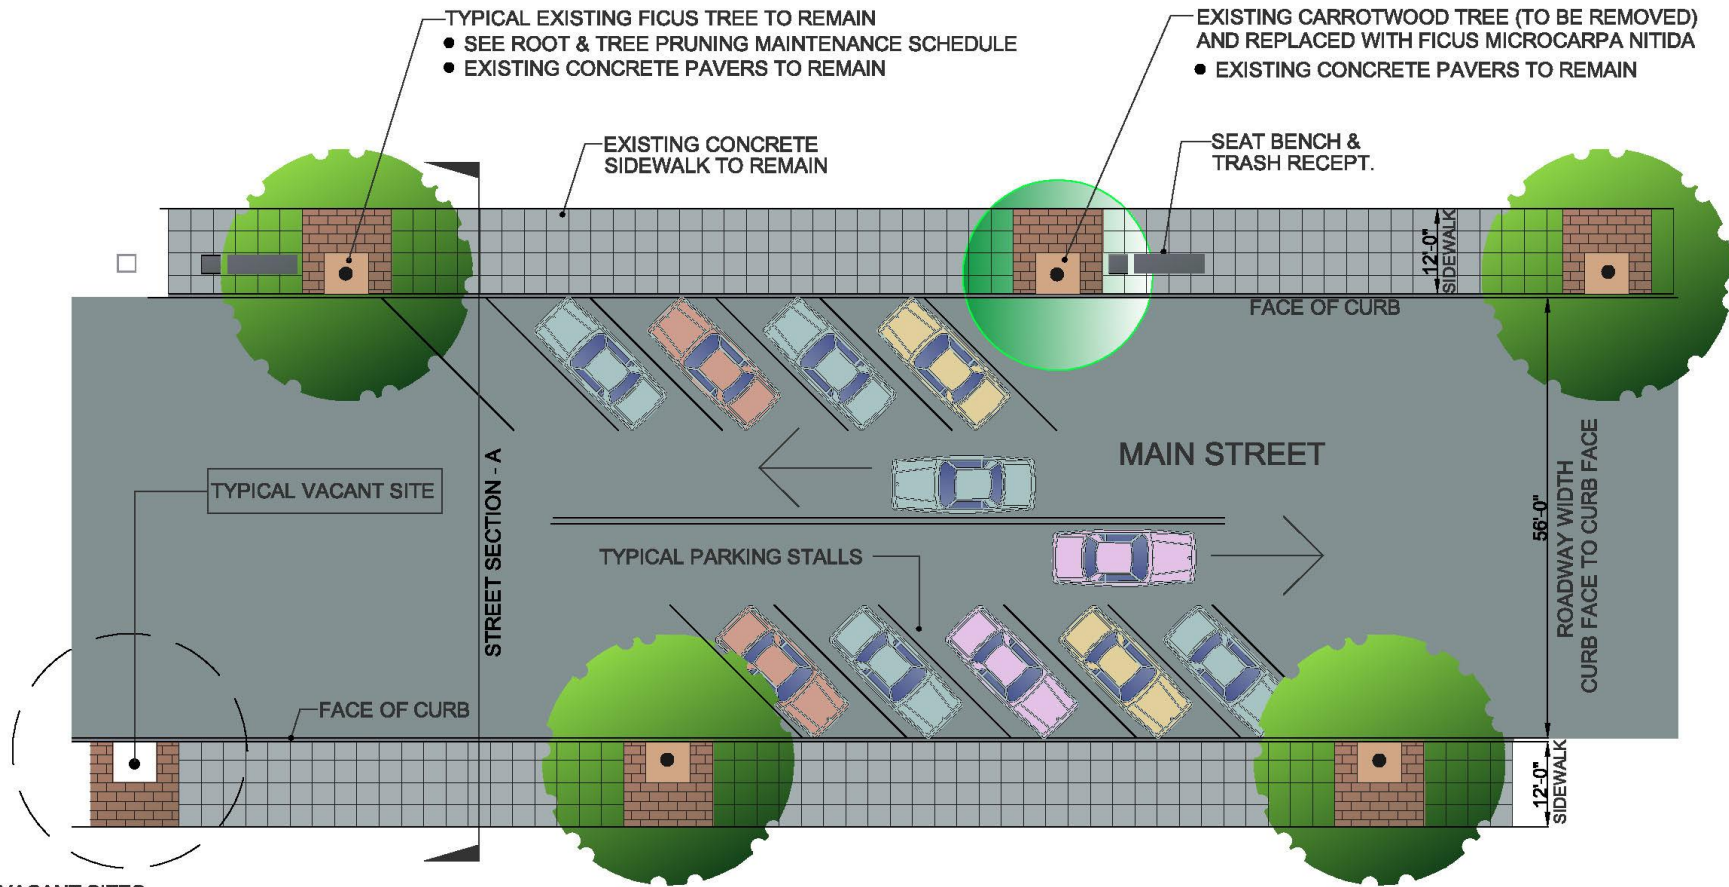 TYPICAL EXISTING FICUS TREE TO REMAIN
● SEE ROOT & TREE PRUNING MAINTENANCE SCHEDULE
● EXISTING CONCRETE PAVERS TO REMAIN
EXISTING CARROTWOOD TREE (TO BE REMOVED)
AND REPLACED WITH FICUS MICROCARPA NITIDA
● EXISTING CONCRETE PAVERS TO REMAIN
EXISTING CONCRETE
SIDEWALK TO REMAIN
SEAT BENCH &
TRASH RECEPT.
12'-0"
SIDEWALK
FACE OF CURB
MAIN STREET
TYPICAL VACANT SITE
STREET SECTION - A
TYPICAL PARKING STALLS
56'-0"
ROADWAY WIDTH
CURB FACE TO CURB FACE
FACE OF CURB
12'-0"
SIDEWALK
VACANT SITES